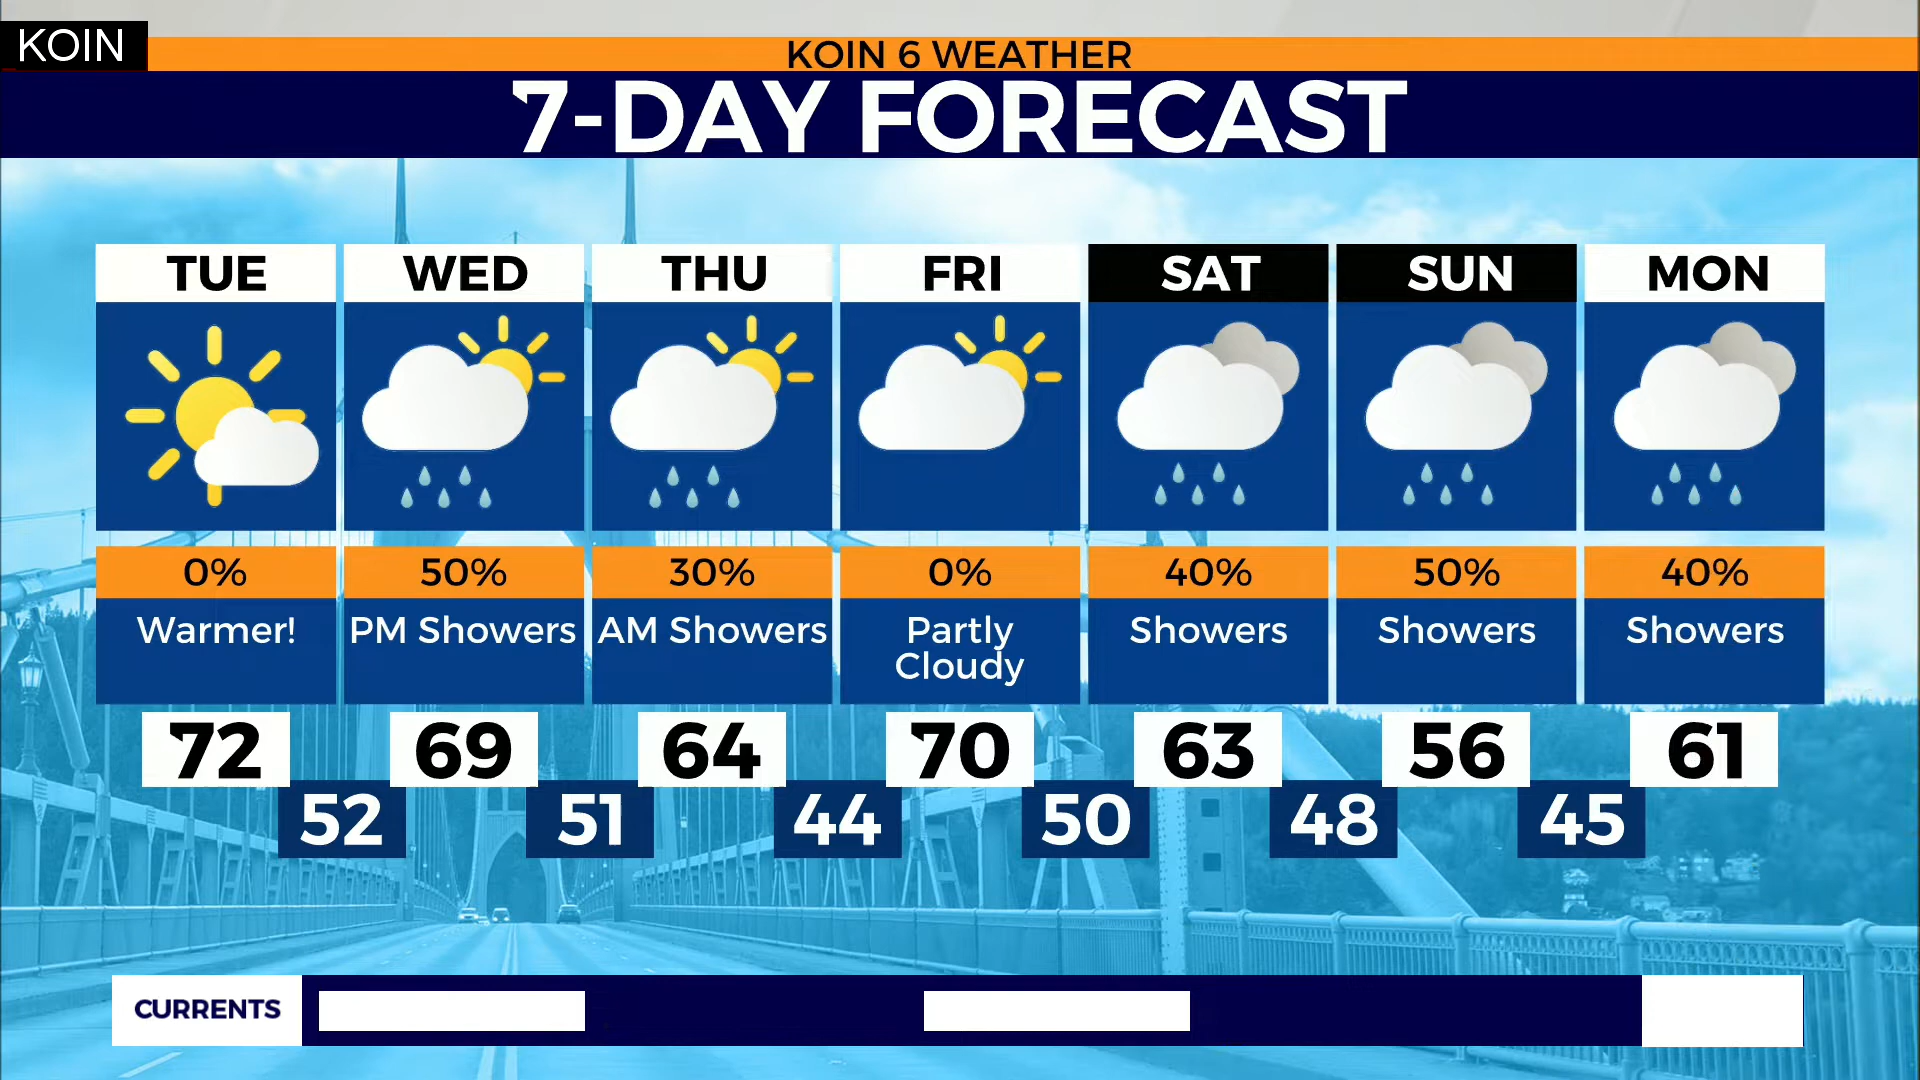 KOIN
KOIN 6 WEATHER
7-DAY FORECAST
TUE WED THU FRI SAT SUN MON
0% 50% 30% 0% 40% 50% 40%
Warmer! PM Showers AM Showers Partly Showers Showers Showers
Cloudy
72 69 64 70 63 56 61
52 51 44 50 48 45
CURRENTS